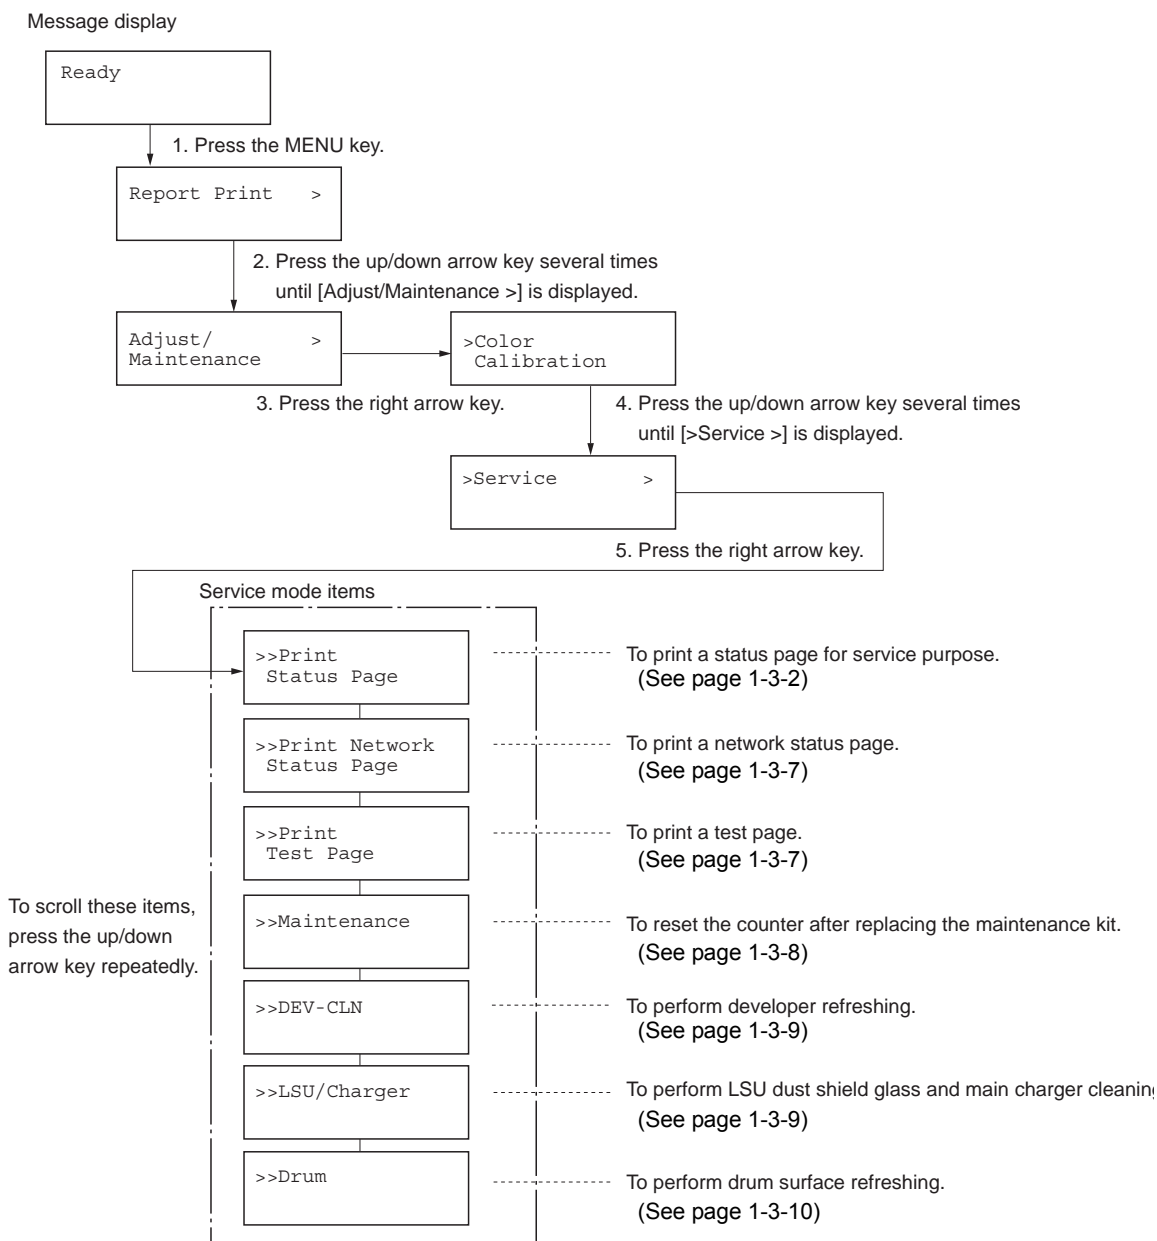 Message display
Ready
1. Press the MENU key.
Report Print >
2. Press the up/down arrow key several times
until [Adjust/Maintenance >] is displayed.
Adjust/ >
Maintenance
>Color
Calibration
3. Press the right arrow key.
4. Press the up/down arrow key several times
until [>Service >] is displayed.
>Service >
5. Press the right arrow key.
Service mode items
>>Print
Status Page
To print a status page for service purpose.
(See page 1-3-2)
>>Print Network
Status Page
To print a network status page.
(See page 1-3-7)
>>Print
Test Page
To print a test page.
(See page 1-3-7)
To scroll these items,
press the up/down
arrow key repeatedly.
>>Maintenance
To reset the counter after replacing the maintenance kit.
(See page 1-3-8)
>>DEV-CLN
To perform developer refreshing.
(See page 1-3-9)
>>LSU/Charger
To perform LSU dust shield glass and main charger cleaning
(See page 1-3-9)
>>Drum
To perform drum surface refreshing.
(See page 1-3-10)